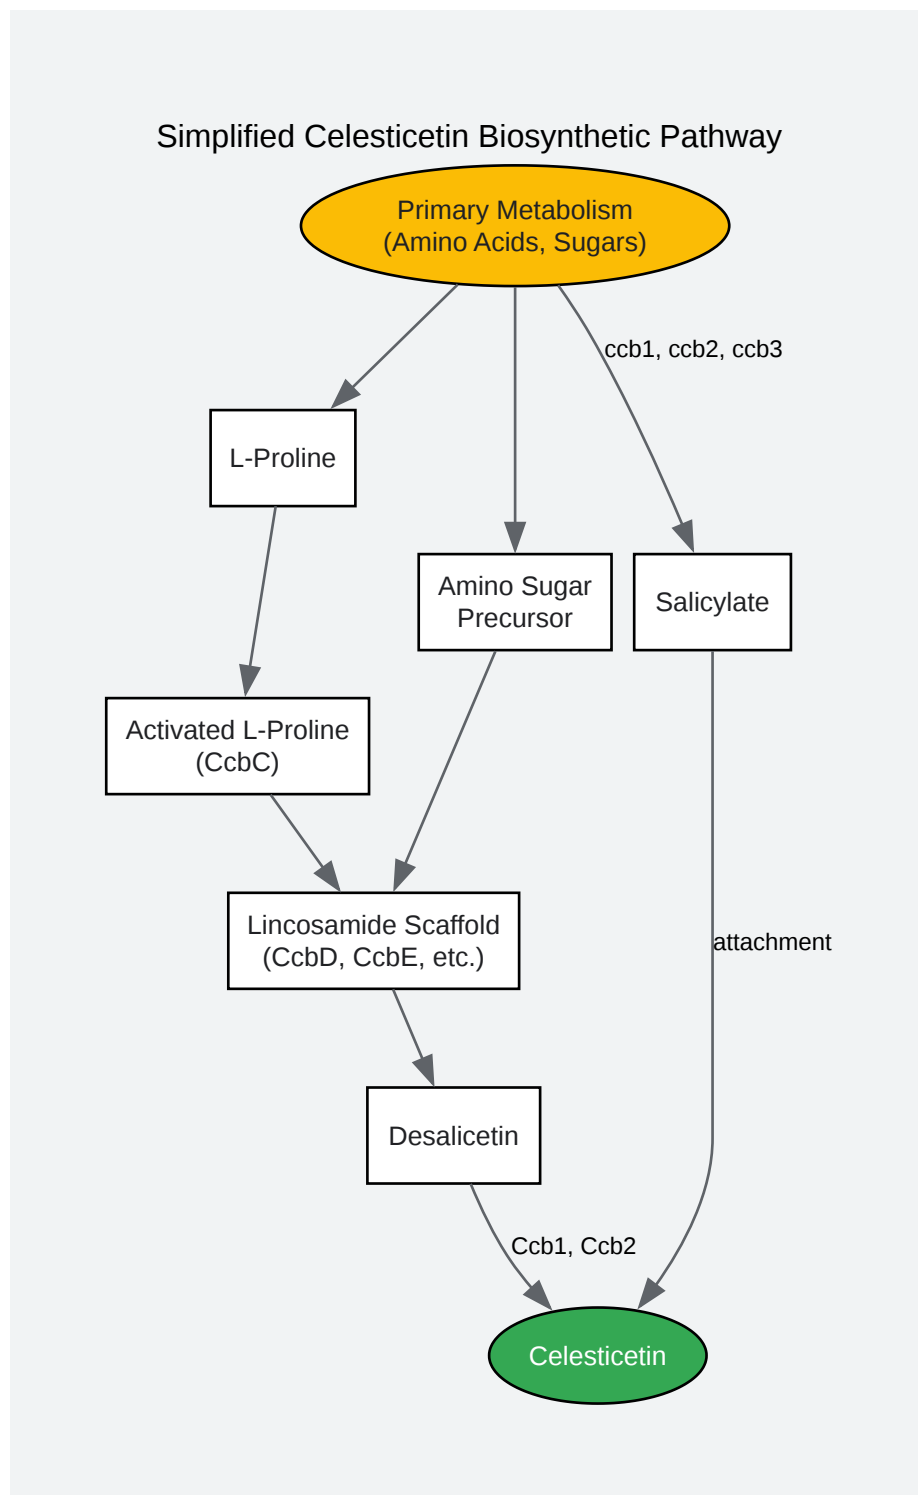 Simplified Celesticetin Biosynthetic Pathway
Primary Metabolism
(Amino Acids, Sugars)
ccb1, ccb2, ccb3
L-Proline
Amino Sugar
Precursor
Salicylate
Activated L-Proline
(CcbC)
Lincosamide Scaffold
(CcbD, CcbE, etc.)
attachment
Desalicetin
Ccb1, Ccb2
Celesticetin